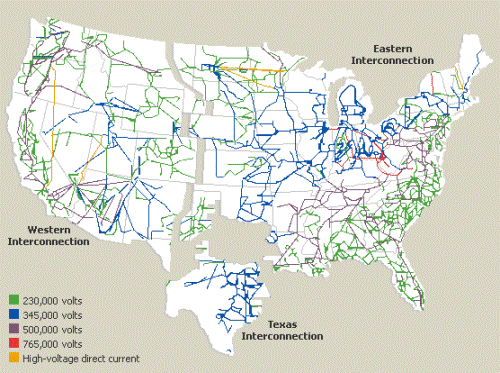 Eastern
Interconnection
Western
Interconnection
230,000 volts
345,000 volts
500,000 volts
765,000 volts
High-voltage direct current
Texas
Interconnection